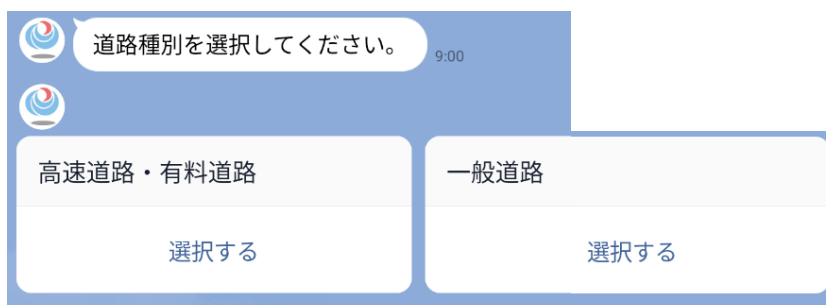 道路種別を選択してください。
9:00
高速道路・有料道路
一般道路
選択する
選択する